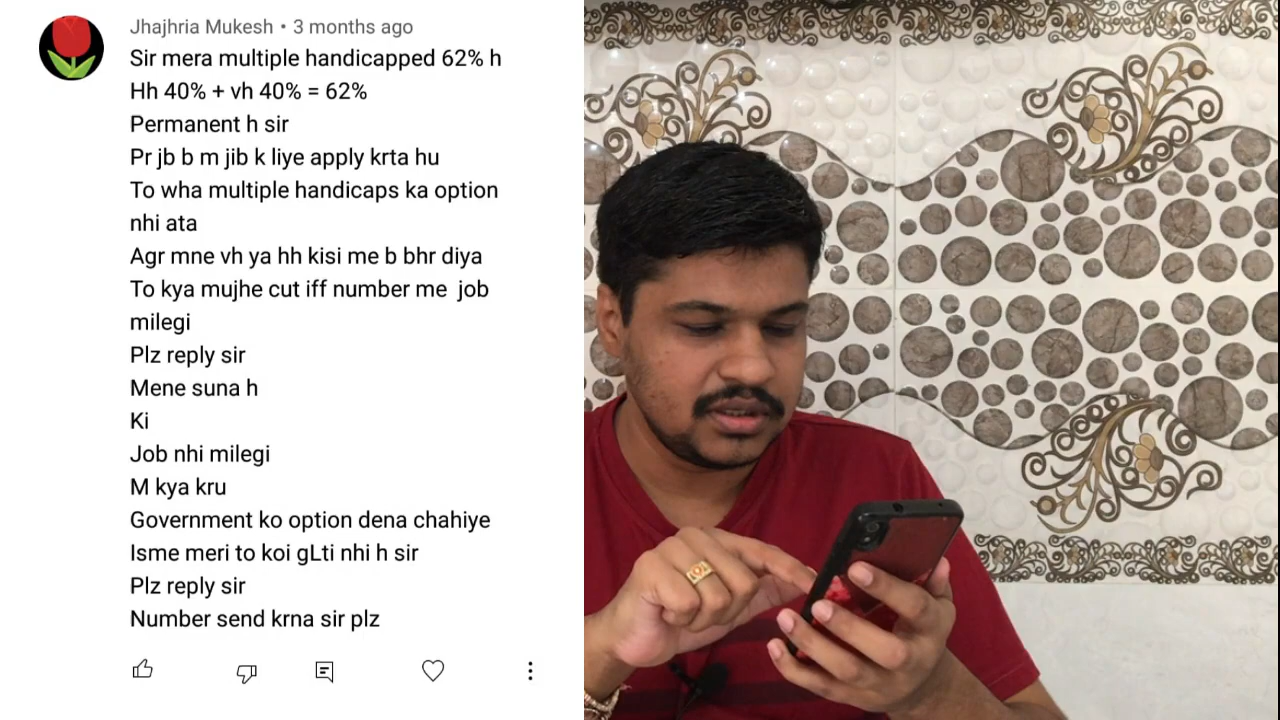 Jhajhria Mukesh • 3 months ago
Sir mera multiple handicapped 62% h
Hh 40% + vh 40% = 62%
Permanent h sir
Pr jb b m jib k liye apply krta hu
To wha multiple handicaps ka option
nhi ata
Agr mne vh ya hh kisi me b bhr diya
To kya mujhe cut iff number me job
milegi
Plz reply sir
Mene suna h
Ki
Job nhi milegi
M kya kru
Government ko option dena chahiye
Isme meri to koi gLti nhi h sir
Plz reply sir
Number send krna sir plz